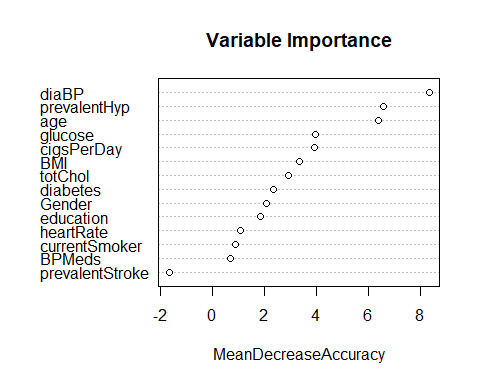 Variable Importance
diaBP
prevalentHyp
age
glucose
cigsPerDay
BMI
totChol
diabetes
Gender
education
heartRate
currentSmoker
BPMeds
prevalentStroke
-2 0 2 4 6 8
MeanDecreaseAccuracy